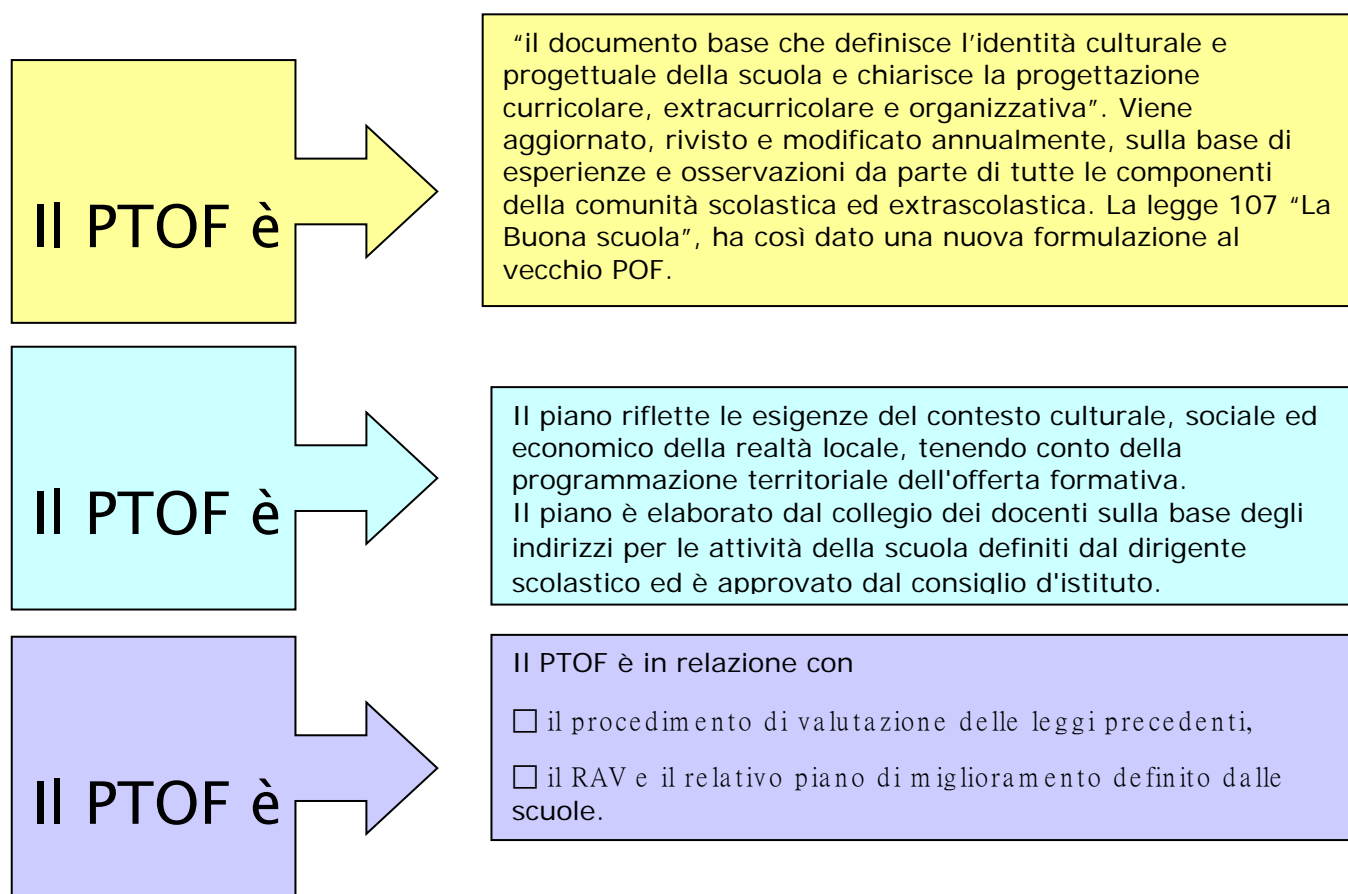 Il PTOF è
"il documento base che definisce l'identità culturale e
progettuale della scuola e chiarisce la progettazione
curricolare, extracurricolare e organizzativa". Viene
aggiornato, rivisto e modificato annualmente, sulla base di
esperienze e osservazioni da parte di tutte le componenti
della comunità scolastica ed extrascolastica. La legge 107 "La
Buona scuola", ha così dato una nuova formulazione al
vecchio POF.
Il PTOF è
Il piano riflette le esigenze del contesto culturale, sociale ed
economico della realtà locale, tenendo conto della
programmazione territoriale dell'offerta formativa.
Il piano è elaborato dal collegio dei docenti sulla base degli
indirizzi per le attività della scuola definiti dal dirigente
scolastico ed è approvato dal consiglio d'istituto.
Il PTOF è
Il PTOF è in relazione con
□ il procedimento di valutazione delle leggi precedenti,
□ il RAV e il relativo piano di miglioramento definito dalle
scuole.